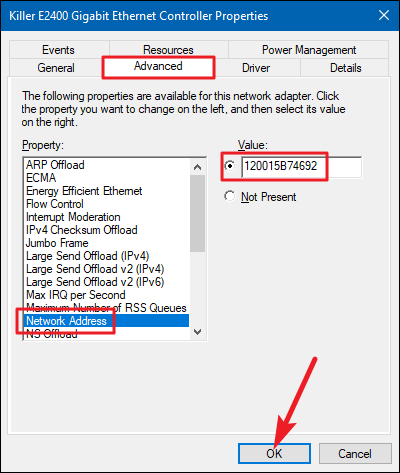 Killer E2400 Gigabit Ethernet Controller Properties
Events Resources Power Management
General Advanced Driver Details
The following properties are available for this network adapter. Click
the property you want to change on the left, and then select its value
on the right.
Property:
ARP Offload
ECMA
Energy Efficient Ethernet
Flow Control
Interrupt Moderation
IPv4 Checksum Offload
Jumbo Frame
Large Send Offload (IPv4)
Large Send Offload v2 (IPv4)
Large Send Offload v2 (IPv6)
Max IRQ per Second
Maximum Number of RSS Queues
Network Address
NS Offload
Value:
120015B74692
Not Present
OK Cancel